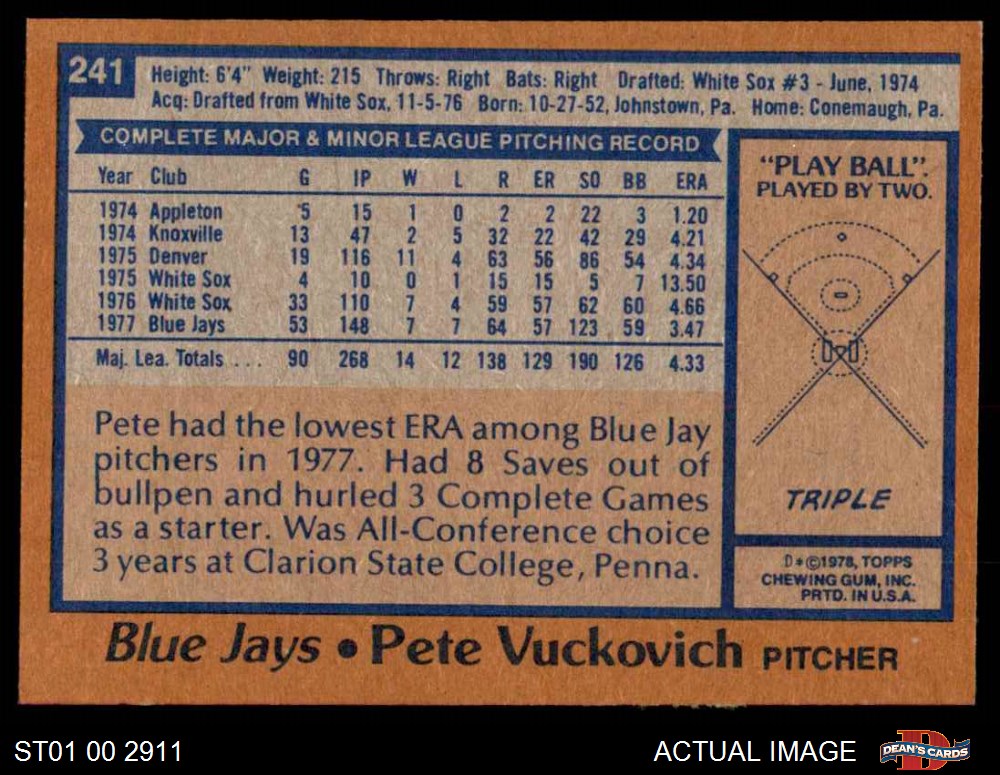 241
Height: 6'4" Weight: 215 Throws: Right Bats: Right Drafted: White Sox #3 - June, 1974
Acq: Drafted from White Sox, 11-5-76 Born: 10-27-52, Johnstown, Pa. Home: Conemaugh, Pa.
COMPLETE MAJOR & MINOR LEAGUE PITCHING RECORD
Year Club G IP W L R ER SO BB ERA
1974 Appleton 5 15 1 0 2 2 22 3 1.20
1974 Knoxville 13 47 2 5 32 22 42 29 4.21
1975 Denver 19 116 11 4 63 56 86 54 4.34
1975 White Sox 4 10 0 1 15 15 5 7 13.50
1976 White Sox 33 110 7 4 59 57 62 60 4.66
1977 Blue Jays 53 148 7 7 64 57 123 59 3.47
Maj. Lea. Totals ... 90 268 14 12 138 129 190 126 4.33
Pete had the lowest ERA among Blue Jay
pitchers in 1977. Had 8 Saves out of
bullpen and hurled 3 Complete Games
as a starter. Was All-Conference choice
3 years at Clarion State College, Penna.
"PLAY BALL".
PLAYED BY TWO.
TRIPLE
D*©1978, TOPPS
CHEWING GUM, INC.
PRTD. IN U.S.A.
Blue Jays • Pete Vuckovich PITCHER
ST01 00 2911
ACTUAL IMAGE
D
DEAN'S CARDS